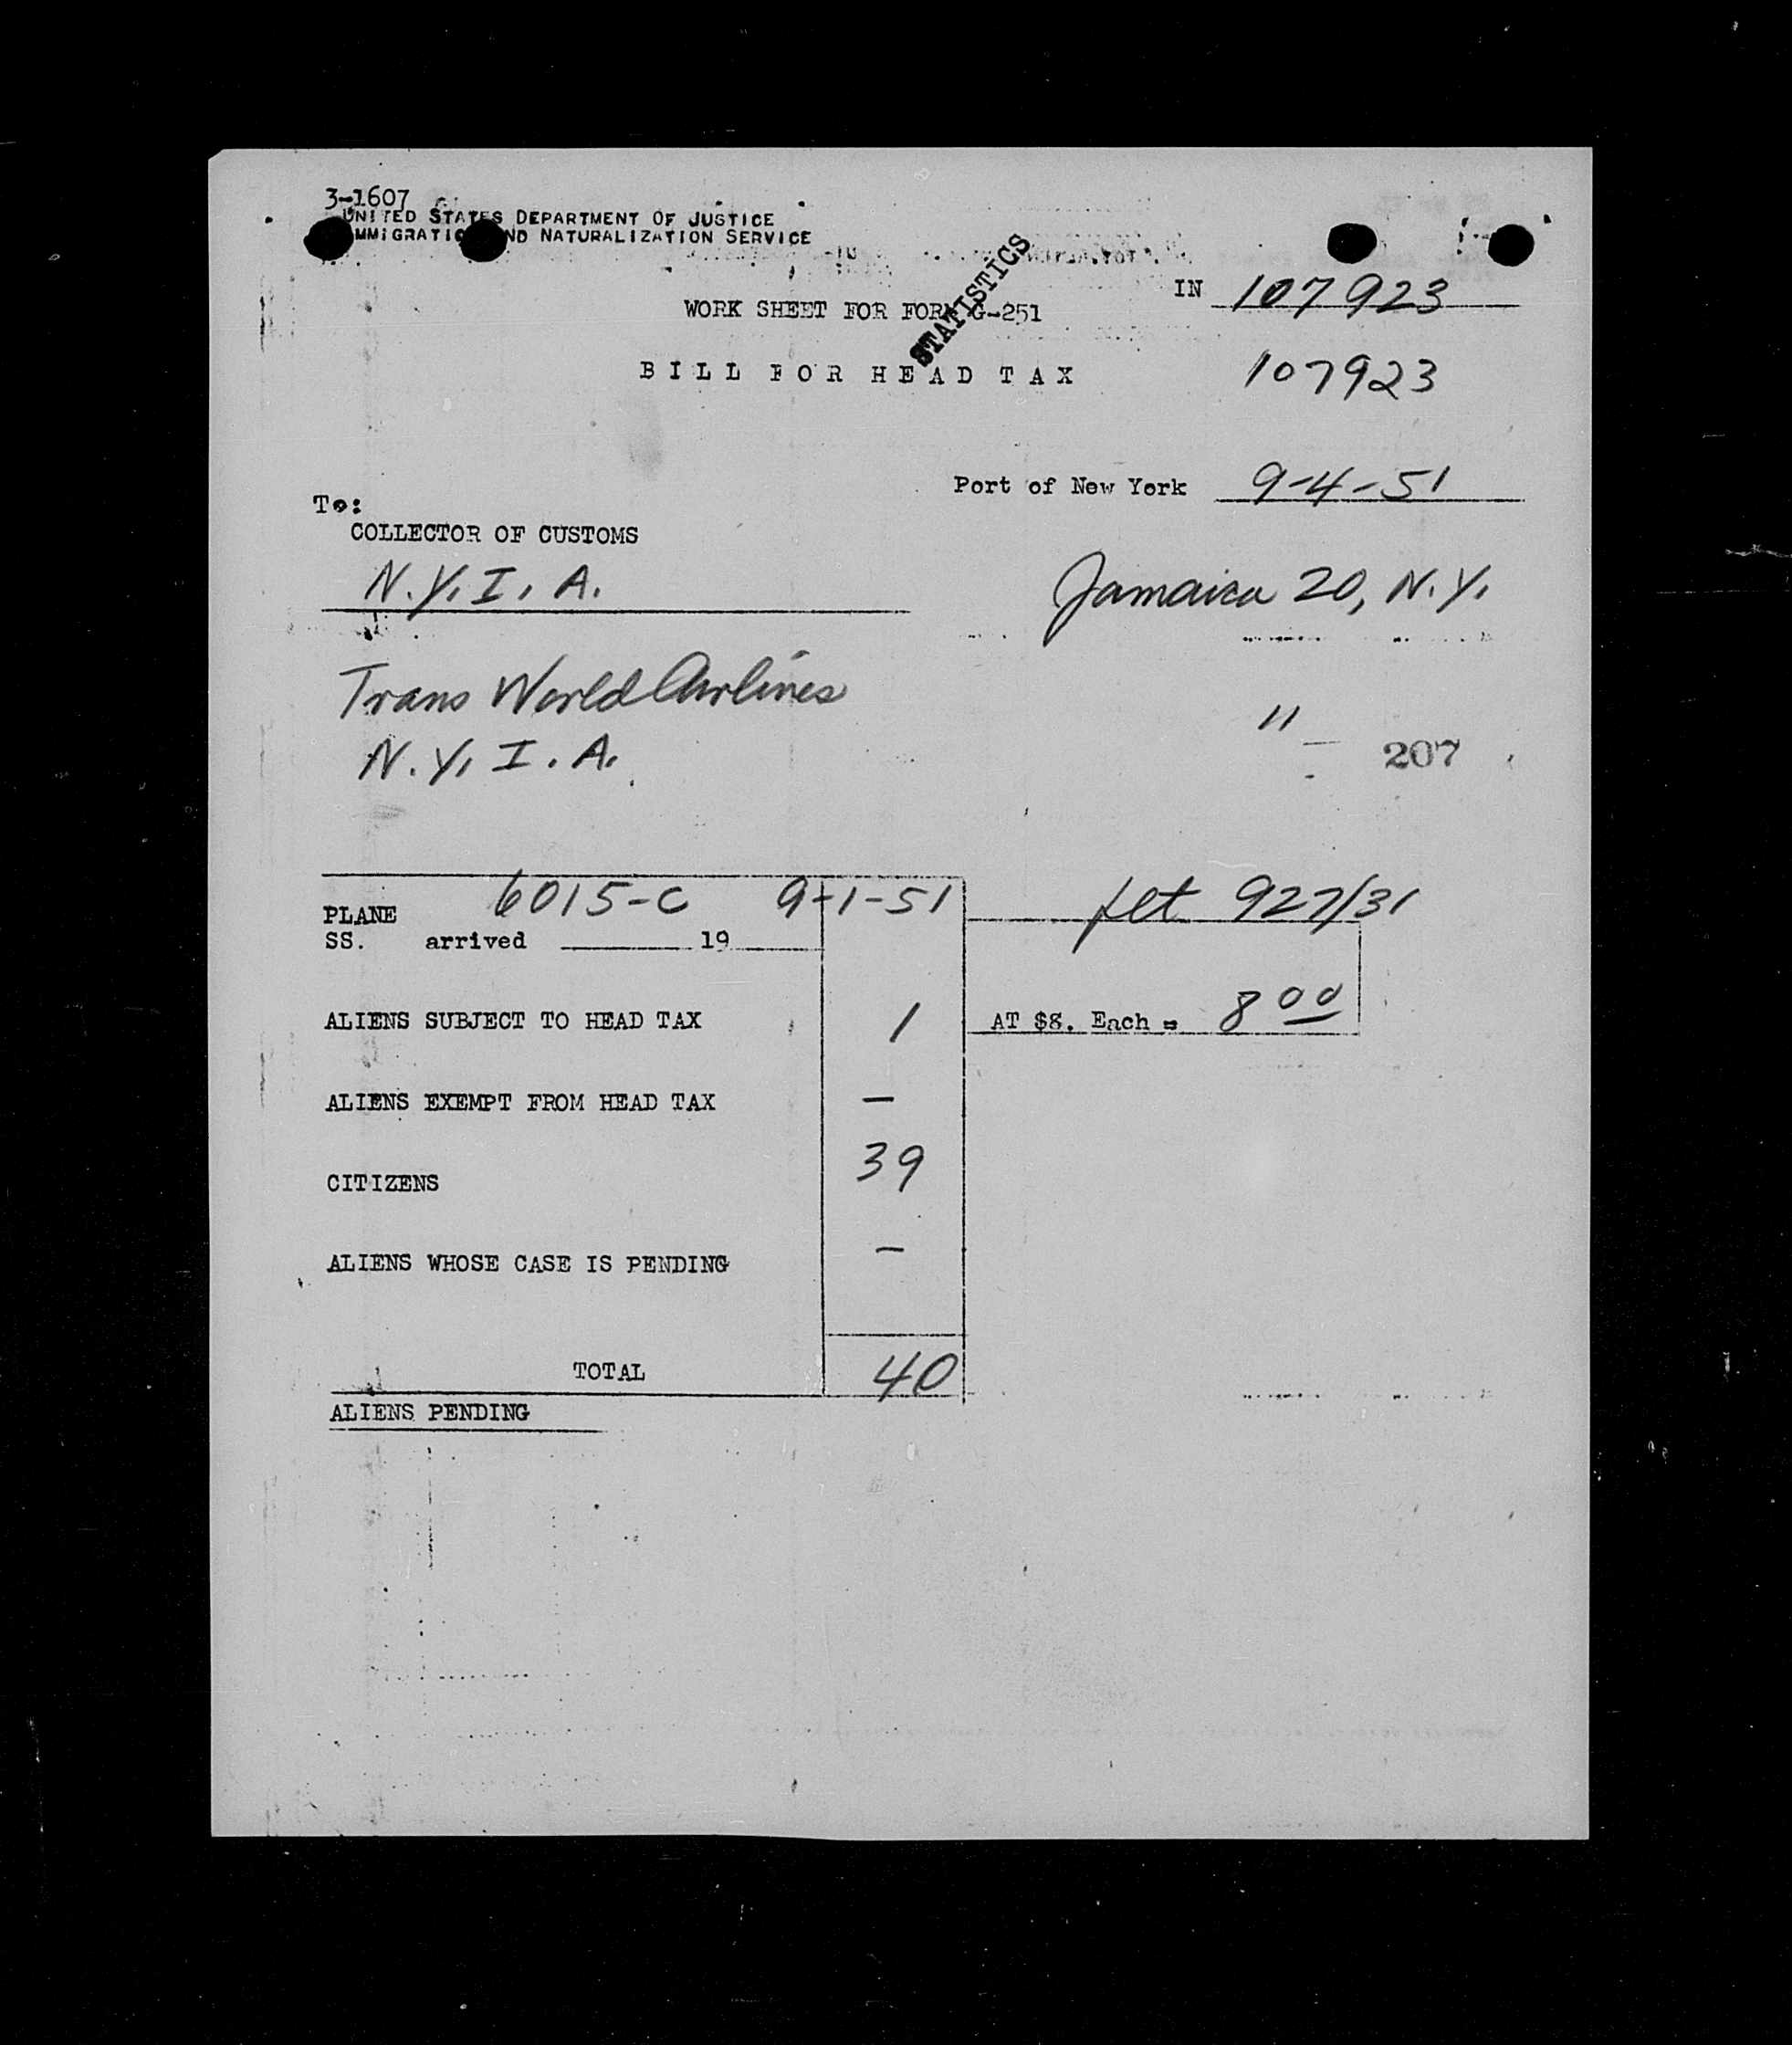 3-1607
UNITED STATES DEPARTMENT OF JUSTICE
IMMIGRATION AND NATURALIZATION SERVICE
STATISTICS
IN 107923
WORK SHEET FOR FORM G-251
BILL FOR HEAD TAX
107923
Port of New York 9-4-51
To:
COLLECTOR OF CUSTOMS
N.Y.I.A.
Jamaica 20, N.Y.
Trans World Airlines
N.Y.I.A.
"
207
PLANE 6015-C 9-1-51
flt 927/31
SS. arrived 19
ALIENS SUBJECT TO HEAD TAX 1 AT $8. Each = 8 00
ALIENS EXEMPT FROM HEAD TAX —
CITIZENS 39
ALIENS WHOSE CASE IS PENDING —
TOTAL 40
ALIENS PENDING